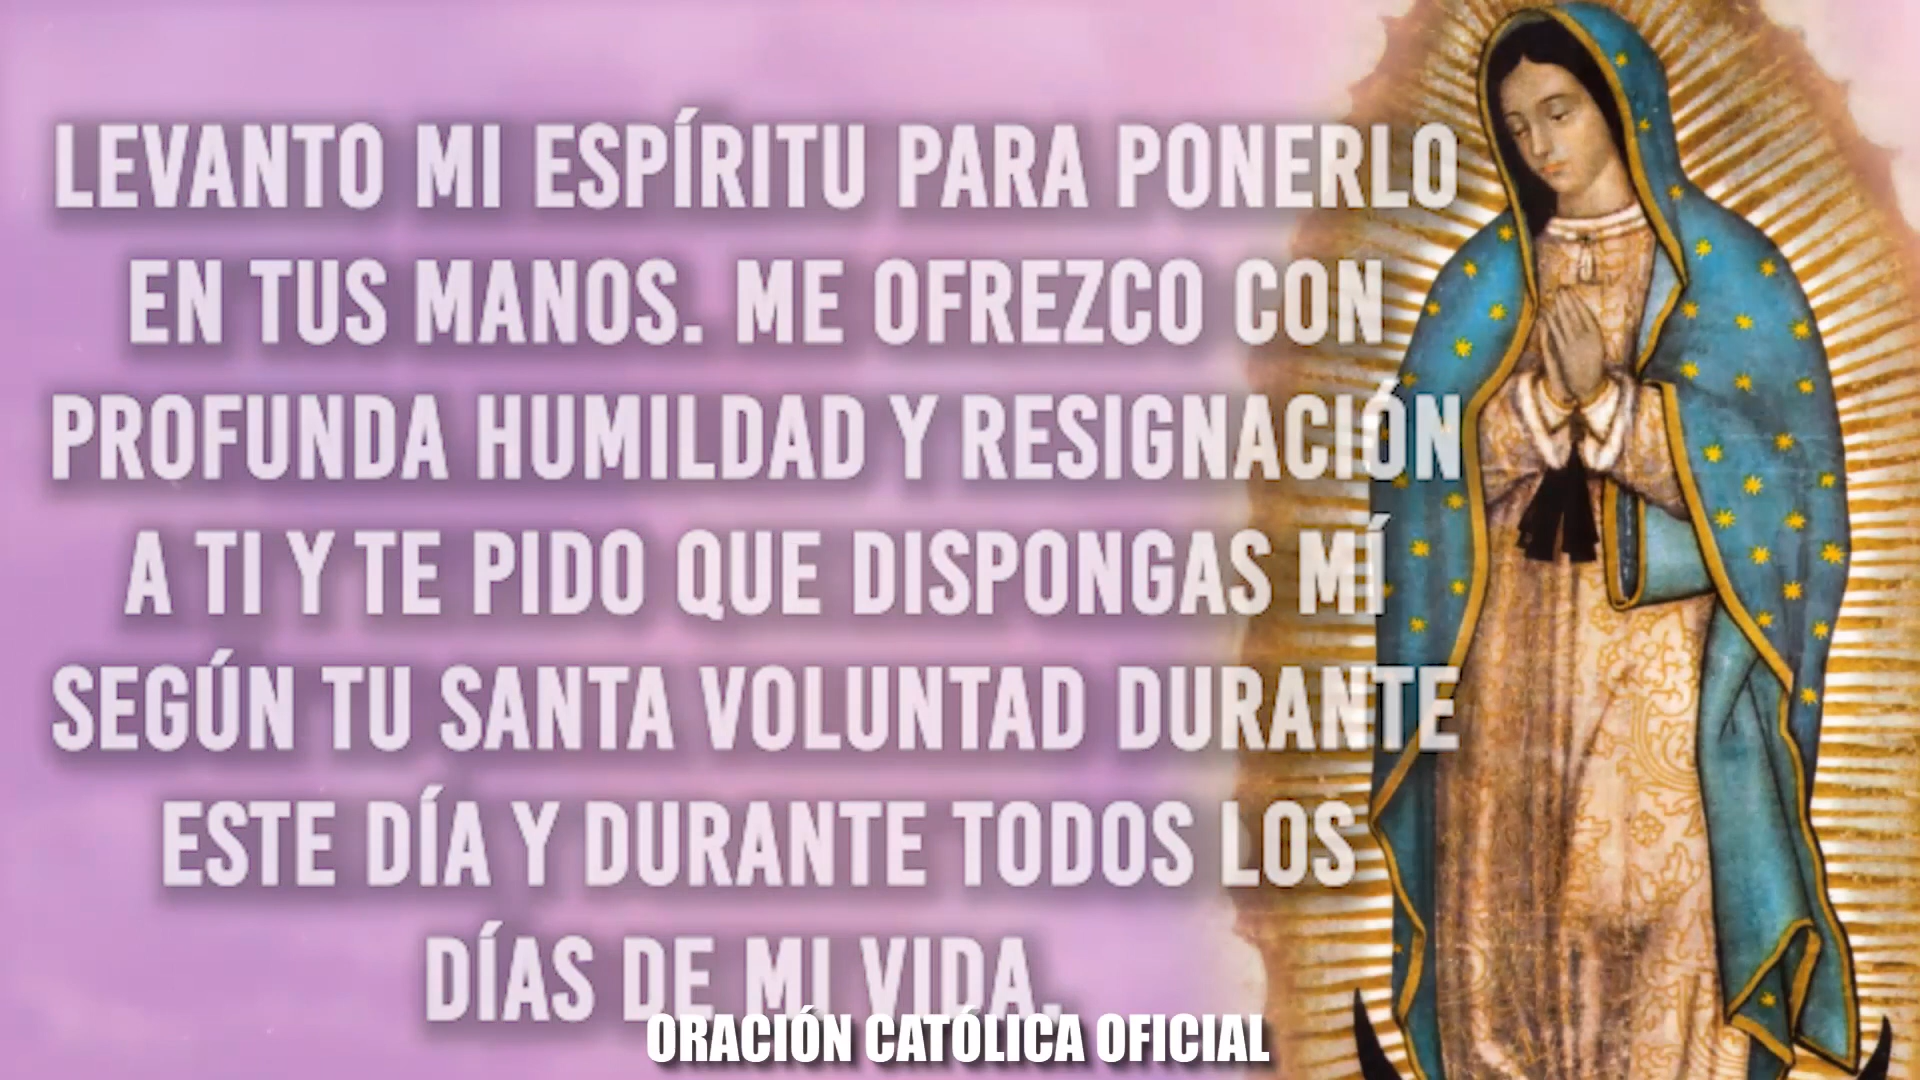 LEVANTO MI ESPÍRITU PARA PONERLO
EN TUS MANOS. ME OFREZCO CON
PROFUNDA HUMILDAD Y RESIGNACIÓN
A TI Y TE PIDO QUE DISPONGAS MÍ
SEGÚN TU SANTA VOLUNTAD DURANTE
ESTE DÍA Y DURANTE TODOS LOS
DÍAS DE MI VIDA.
ORACIÓN CATÓLICA OFICIAL